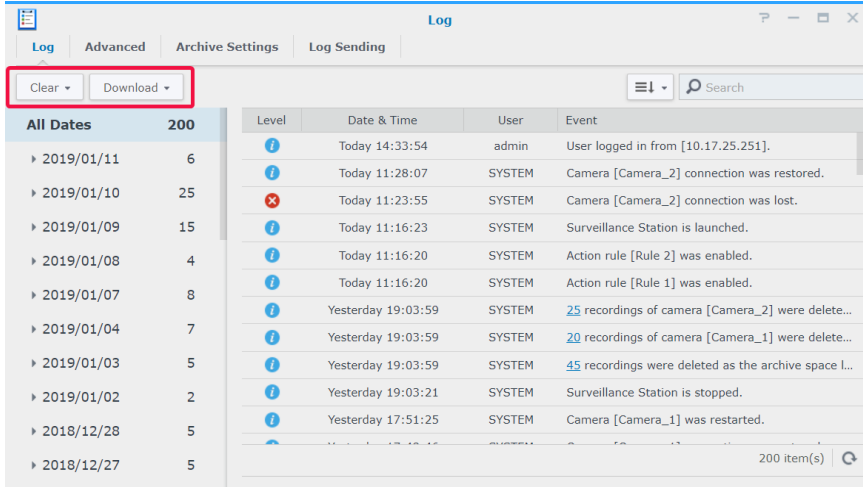 Log
Log Advanced Archive Settings Log Sending
Clear Download Search
All Dates 200
2019/01/11 6
2019/01/10 25
2019/01/09 15
2019/01/08 4
2019/01/07 8
2019/01/04 7
2019/01/03 5
2019/01/02 2
2018/12/28 5
2018/12/27 5
Level Date & Time User Event
Today 14:33:54 admin User logged in from [10.17.25.251].
Today 11:28:07 SYSTEM Camera [Camera_2] connection was restored.
Today 11:23:55 SYSTEM Camera [Camera_2] connection was lost.
Today 11:16:23 SYSTEM Surveillance Station is launched.
Today 11:16:20 SYSTEM Action rule [Rule 2] was enabled.
Today 11:16:20 SYSTEM Action rule [Rule 1] was enabled.
Yesterday 19:03:59 SYSTEM 25 recordings of camera [Camera_2] were delete...
Yesterday 19:03:59 SYSTEM 20 recordings of camera [Camera_1] were delete...
Yesterday 19:03:59 SYSTEM 45 recordings were deleted as the archive space l...
Yesterday 19:03:21 SYSTEM Surveillance Station is stopped.
Yesterday 17:51:25 SYSTEM Camera [Camera_1] was restarted.
200 item(s)